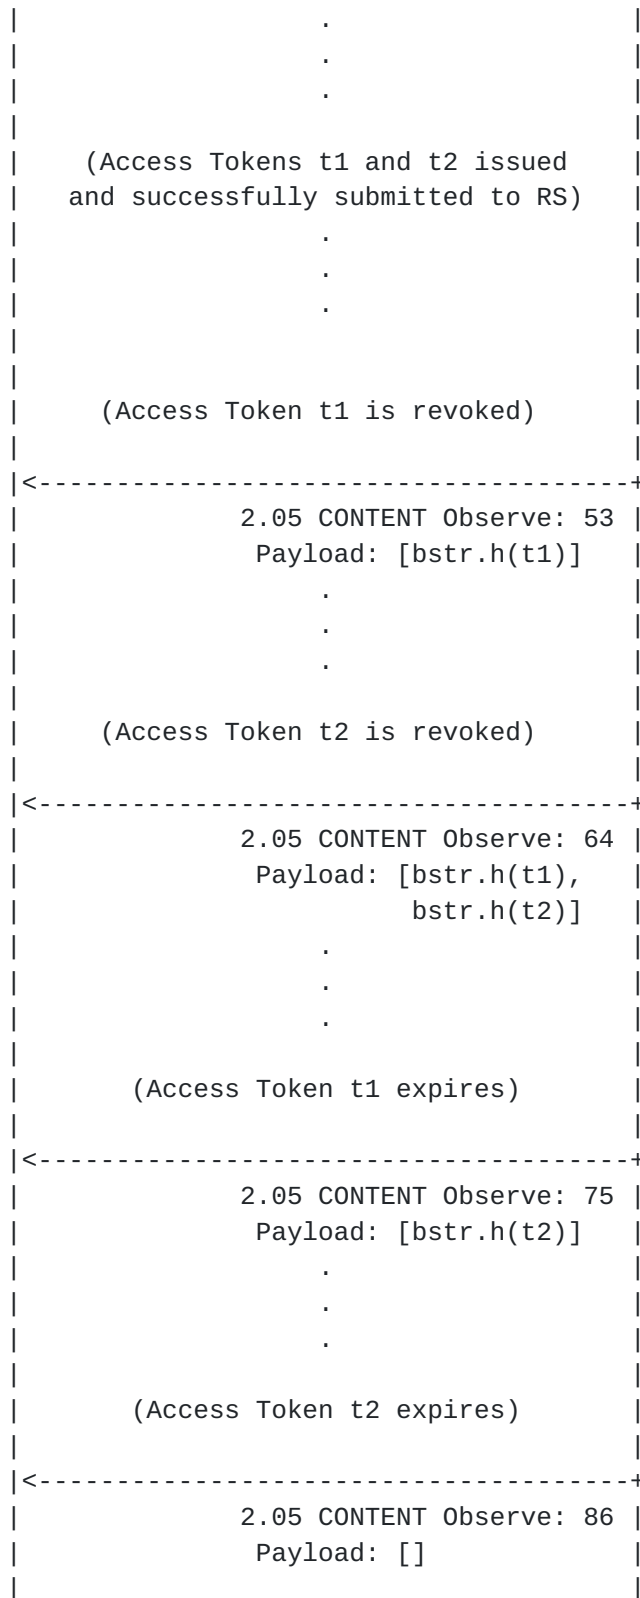 |                    .                    |
|                    .                    |
|                    .                    |
|                                         |
|     (Access Tokens t1 and t2 issued     |
|    and successfully submitted to RS)    |
|                    .                    |
|                    .                    |
|                    .                    |
|                                         |
|                                         |
|      (Access Token t1 is revoked)       |
|                                         |
|<----------------------------------------+
|               2.05 CONTENT Observe: 53 |
|                Payload: [bstr.h(t1)]    |
|                    .                    |
|                    .                    |
|                    .                    |
|                                         |
|      (Access Token t2 is revoked)       |
|                                         |
|<----------------------------------------+
|               2.05 CONTENT Observe: 64 |
|                Payload: [bstr.h(t1),    |
|                          bstr.h(t2)]    |
|                    .                    |
|                    .                    |
|                    .                    |
|                                         |
|        (Access Token t1 expires)        |
|                                         |
|<----------------------------------------+
|               2.05 CONTENT Observe: 75 |
|                Payload: [bstr.h(t2)]    |
|                    .                    |
|                    .                    |
|                    .                    |
|                                         |
|        (Access Token t2 expires)        |
|                                         |
|<----------------------------------------+
|               2.05 CONTENT Observe: 86 |
|                Payload: []              |
|                                         |